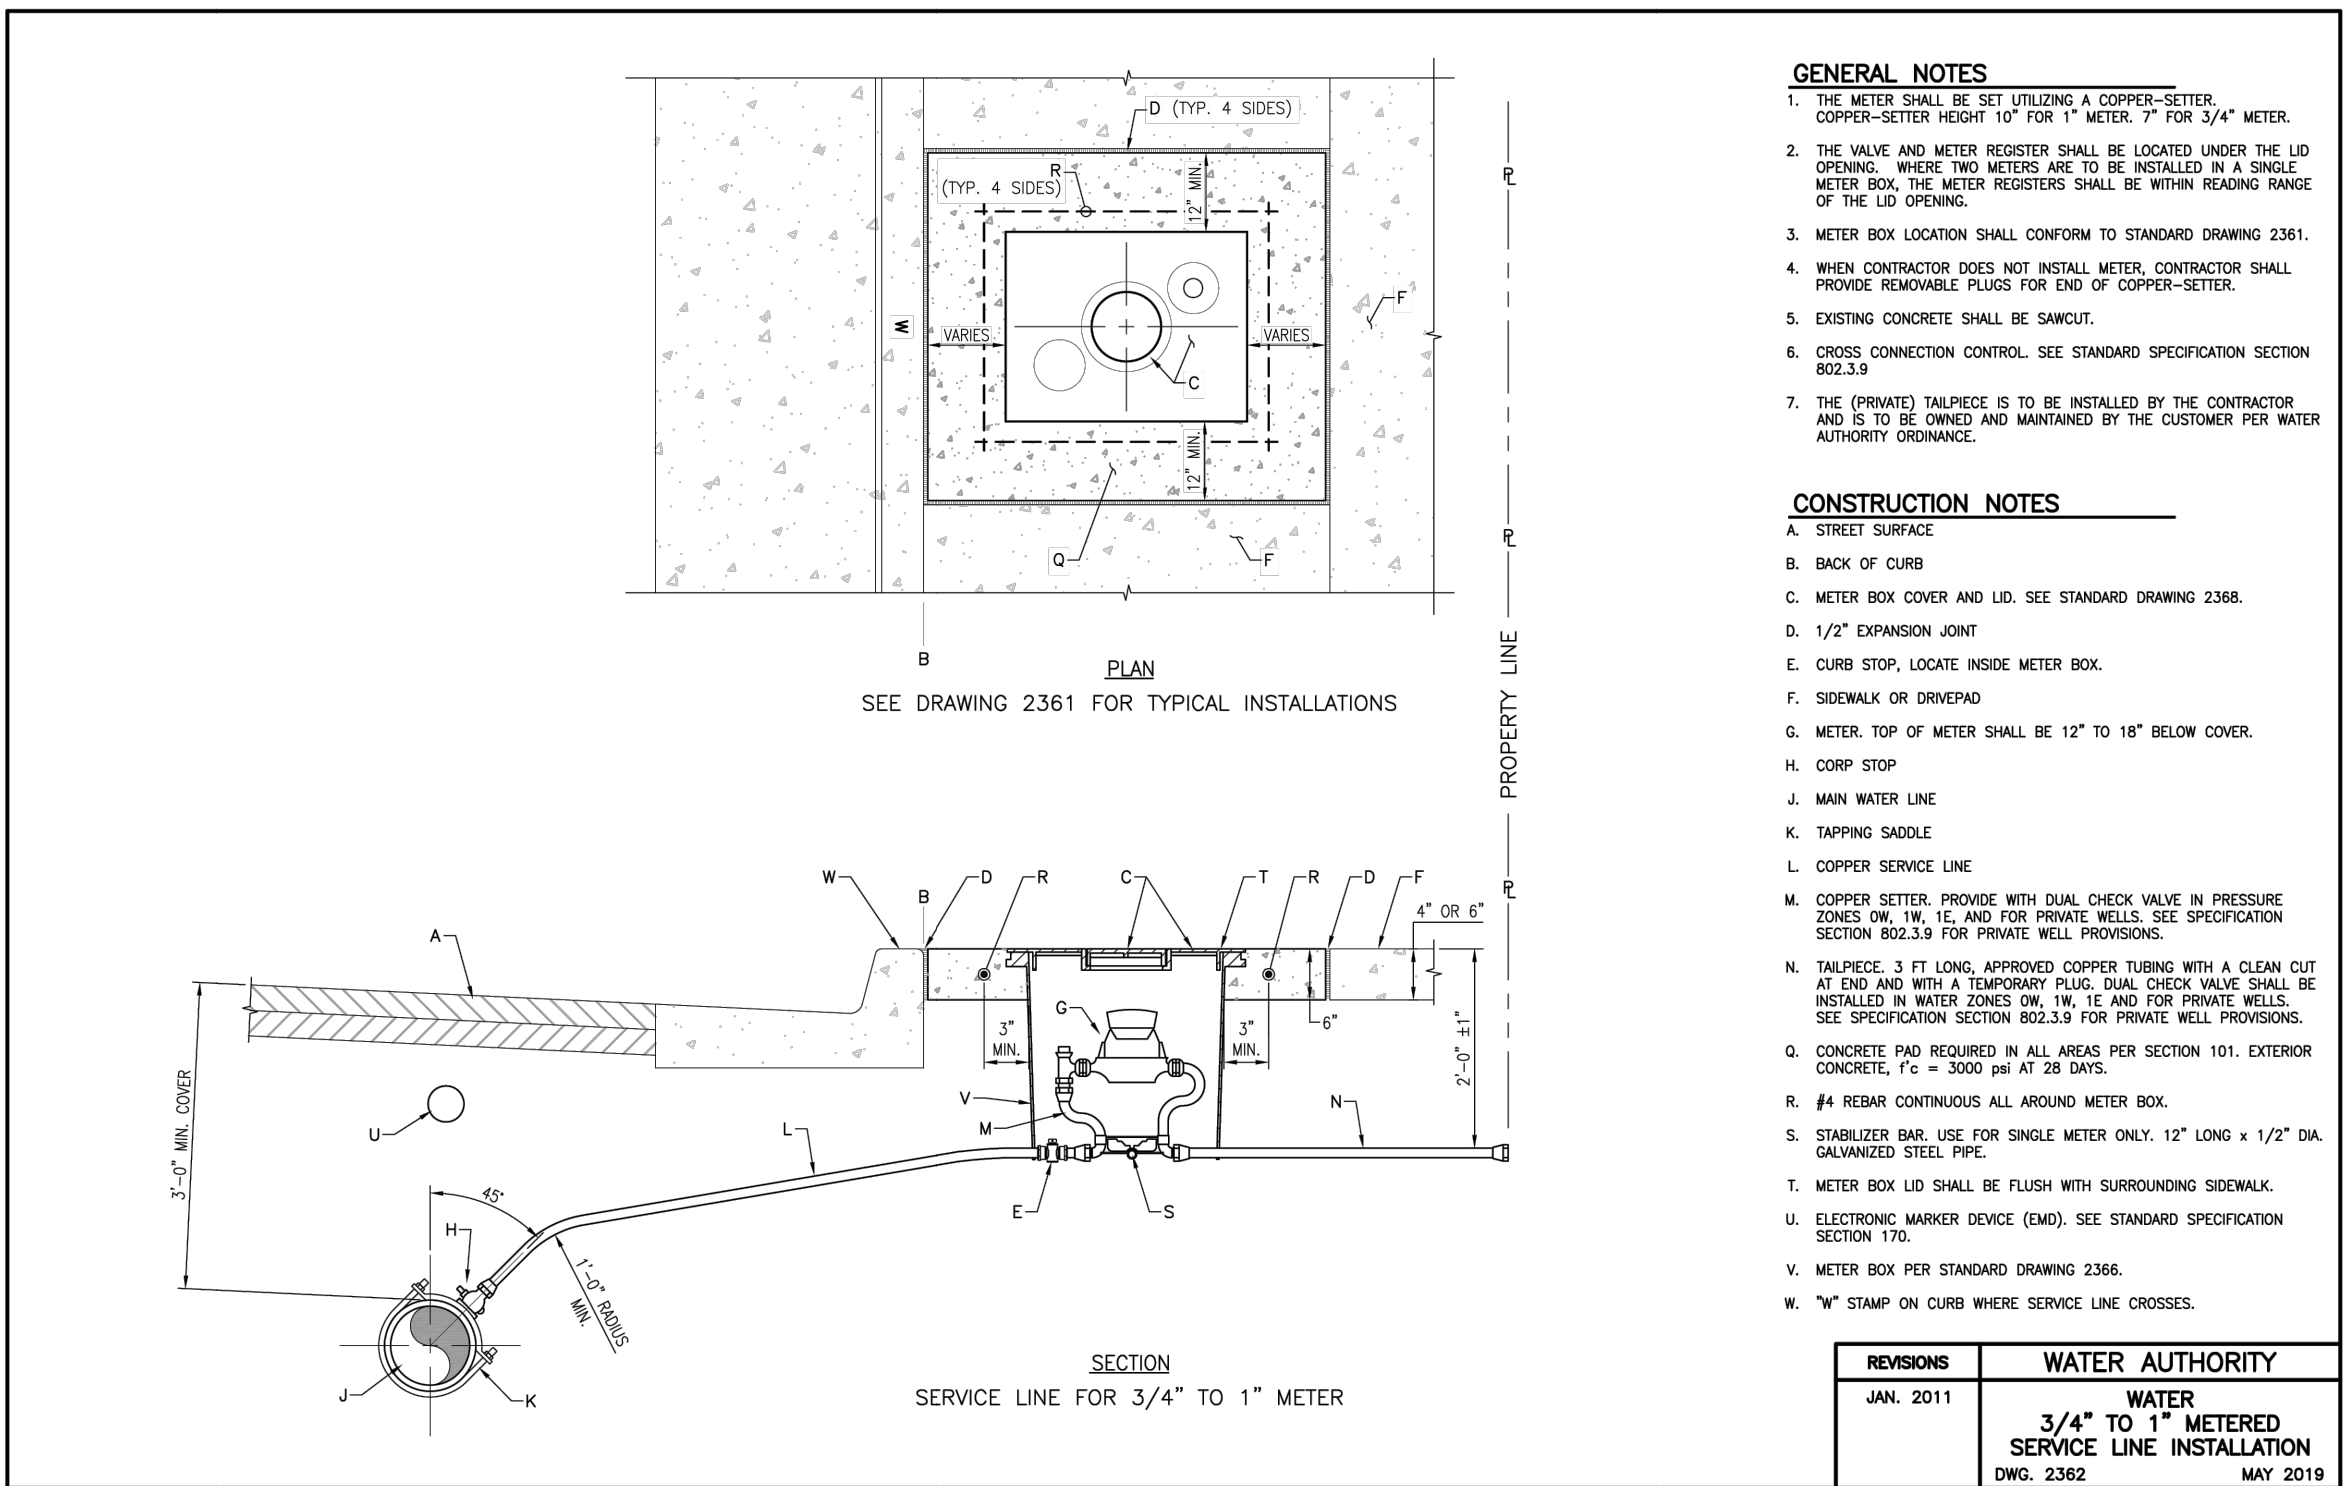 D (TYP. 4 SIDES)
R
(TYP. 4 SIDES)
12" MIN.
W
VARIES
VARIES
F
C
12" MIN.
Q
F
B
PLAN
SEE DRAWING 2361 FOR TYPICAL INSTALLATIONS
PL
PL
PROPERTY LINE
PL
W
D
R
C
T
R
D
F
B
4" OR 6"
A
G
3"
MIN.
3"
MIN.
6"
2'-0" ±1"
3'-0" MIN. COVER
U
V
M
L
N
E
S
45°
H
1'-0" RADIUS
MIN.
J
K
SECTION
SERVICE LINE FOR 3/4" TO 1" METER
GENERAL NOTES
1. THE METER SHALL BE SET UTILIZING A COPPER-SETTER.
COPPER-SETTER HEIGHT 10" FOR 1" METER. 7" FOR 3/4" METER.
2. THE VALVE AND METER REGISTER SHALL BE LOCATED UNDER THE LID
OPENING. WHERE TWO METERS ARE TO BE INSTALLED IN A SINGLE
METER BOX, THE METER REGISTERS SHALL BE WITHIN READING RANGE
OF THE LID OPENING.
3. METER BOX LOCATION SHALL CONFORM TO STANDARD DRAWING 2361.
4. WHEN CONTRACTOR DOES NOT INSTALL METER, CONTRACTOR SHALL
PROVIDE REMOVABLE PLUGS FOR END OF COPPER-SETTER.
5. EXISTING CONCRETE SHALL BE SAWCUT.
6. CROSS CONNECTION CONTROL. SEE STANDARD SPECIFICATION SECTION
802.3.9
7. THE (PRIVATE) TAILPIECE IS TO BE INSTALLED BY THE CONTRACTOR
AND IS TO BE OWNED AND MAINTAINED BY THE CUSTOMER PER WATER
AUTHORITY ORDINANCE.
CONSTRUCTION NOTES
A. STREET SURFACE
B. BACK OF CURB
C. METER BOX COVER AND LID. SEE STANDARD DRAWING 2368.
D. 1/2" EXPANSION JOINT
E. CURB STOP, LOCATE INSIDE METER BOX.
F. SIDEWALK OR DRIVEPAD
G. METER. TOP OF METER SHALL BE 12" TO 18" BELOW COVER.
H. CORP STOP
J. MAIN WATER LINE
K. TAPPING SADDLE
L. COPPER SERVICE LINE
M. COPPER SETTER. PROVIDE WITH DUAL CHECK VALVE IN PRESSURE
ZONES 0W, 1W, 1E, AND FOR PRIVATE WELLS. SEE SPECIFICATION
SECTION 802.3.9 FOR PRIVATE WELL PROVISIONS.
N. TAILPIECE. 3 FT LONG, APPROVED COPPER TUBING WITH A CLEAN CUT
AT END AND WITH A TEMPORARY PLUG. DUAL CHECK VALVE SHALL BE
INSTALLED IN WATER ZONES 0W, 1W, 1E AND FOR PRIVATE WELLS.
SEE SPECIFICATION SECTION 802.3.9 FOR PRIVATE WELL PROVISIONS.
Q. CONCRETE PAD REQUIRED IN ALL AREAS PER SECTION 101. EXTERIOR
CONCRETE, f'c = 3000 psi AT 28 DAYS.
R. #4 REBAR CONTINUOUS ALL AROUND METER BOX.
S. STABILIZER BAR. USE FOR SINGLE METER ONLY. 12" LONG x 1/2" DIA.
GALVANIZED STEEL PIPE.
T. METER BOX LID SHALL BE FLUSH WITH SURROUNDING SIDEWALK.
U. ELECTRONIC MARKER DEVICE (EMD). SEE STANDARD SPECIFICATION
SECTION 170.
V. METER BOX PER STANDARD DRAWING 2366.
W. "W" STAMP ON CURB WHERE SERVICE LINE CROSSES.
REVISIONS
JAN. 2011
WATER AUTHORITY
WATER
3/4" TO 1" METERED
SERVICE LINE INSTALLATION
DWG. 2362 MAY 2019